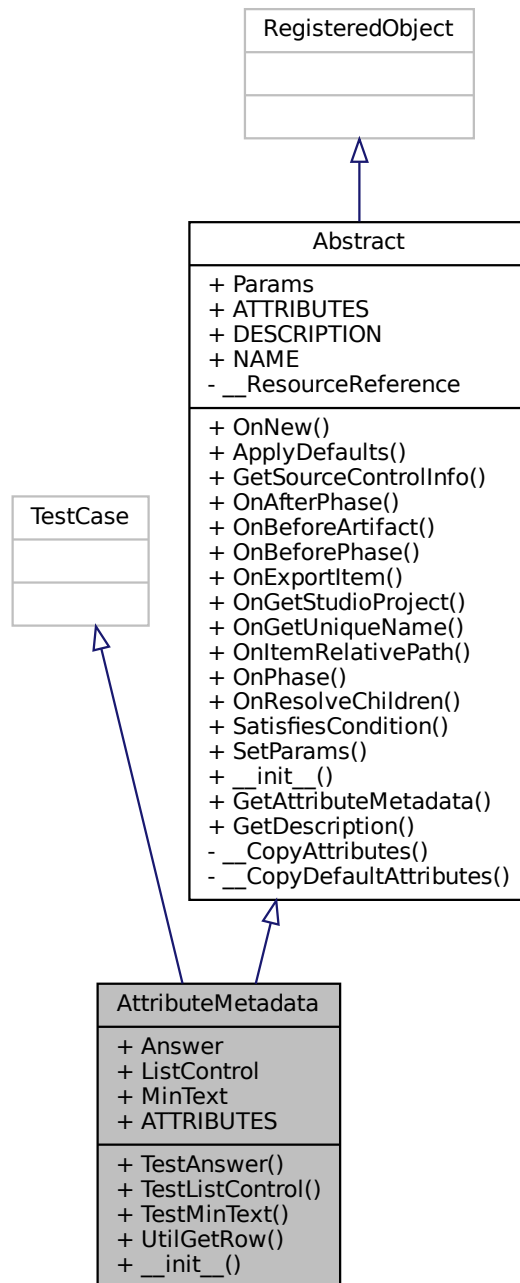 RegisteredObject
Abstract
+ Params
+ ATTRIBUTES
+ DESCRIPTION
+ NAME
- __ResourceReference
+ OnNew()
+ ApplyDefaults()
+ GetSourceControlInfo()
+ OnAfterPhase()
+ OnBeforeArtifact()
+ OnBeforePhase()
+ OnExportItem()
+ OnGetStudioProject()
+ OnGetUniqueName()
+ OnItemRelativePath()
+ OnPhase()
+ OnResolveChildren()
+ SatisfiesCondition()
+ SetParams()
+ __init__()
+ GetAttributeMetadata()
+ GetDescription()
- __CopyAttributes()
- __CopyDefaultAttributes()
TestCase
AttributeMetadata
+ Answer
+ ListControl
+ MinText
+ ATTRIBUTES
+ TestAnswer()
+ TestListControl()
+ TestMinText()
+ UtilGetRow()
+ __init__()